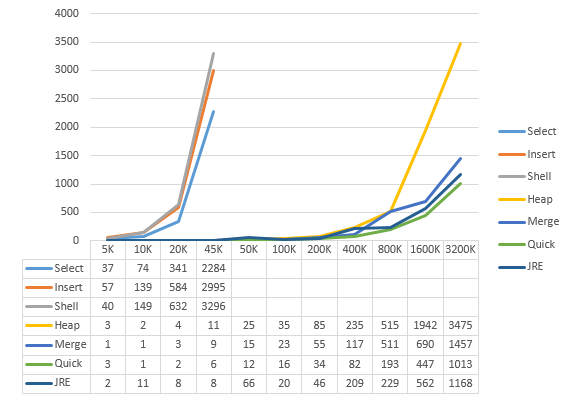 4000
3500
3000
2500
2000
1500
1000
500
0
Select
Insert
Shell
Heap
Merge
Quick
JRE
5K 10K 20K 45K 50K 100K 200K 400K 800K 1600K 3200K
Select 37 74 341 2284
Insert 57 139 584 2995
Shell 40 149 632 3296
Heap 3 2 4 11 25 35 85 235 515 1942 3475
Merge 1 1 3 9 15 23 55 117 511 690 1457
Quick 3 1 2 6 12 16 34 82 193 447 1013
JRE 2 11 8 8 66 20 46 209 229 562 1168